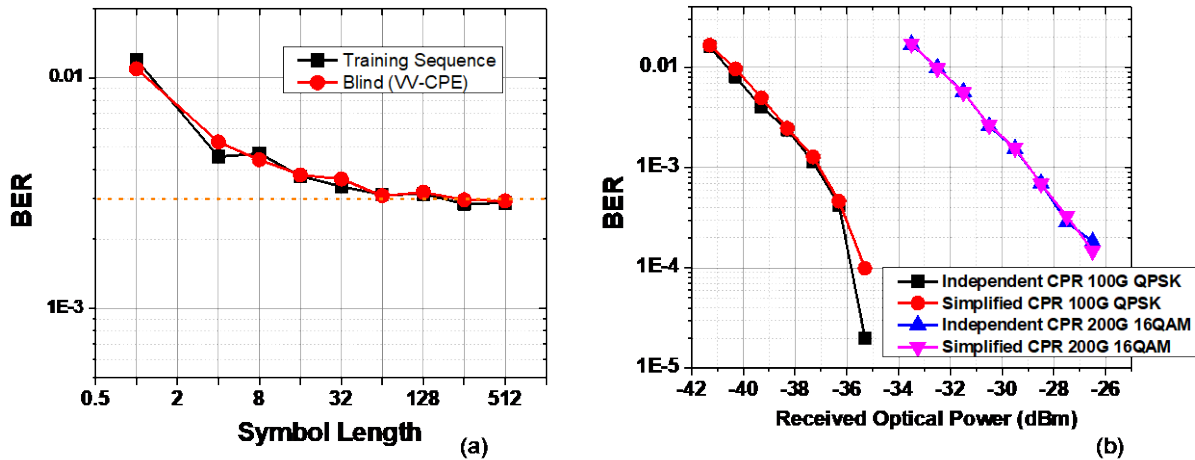 0.01
1E-3
BER
Training Sequence
Blind (VV-CPE)
0.5 2 8 32 128 512
Symbol Length
(a)
0.01
1E-3
1E-4
1E-5
BER
Independent CPR 100G QPSK
Simplified CPR 100G QPSK
Independent CPR 200G 16QAM
Simplified CPR 200G 16QAM
-42 -40 -38 -36 -34 -32 -30 -28 -26
Received Optical Power (dBm)
(b)